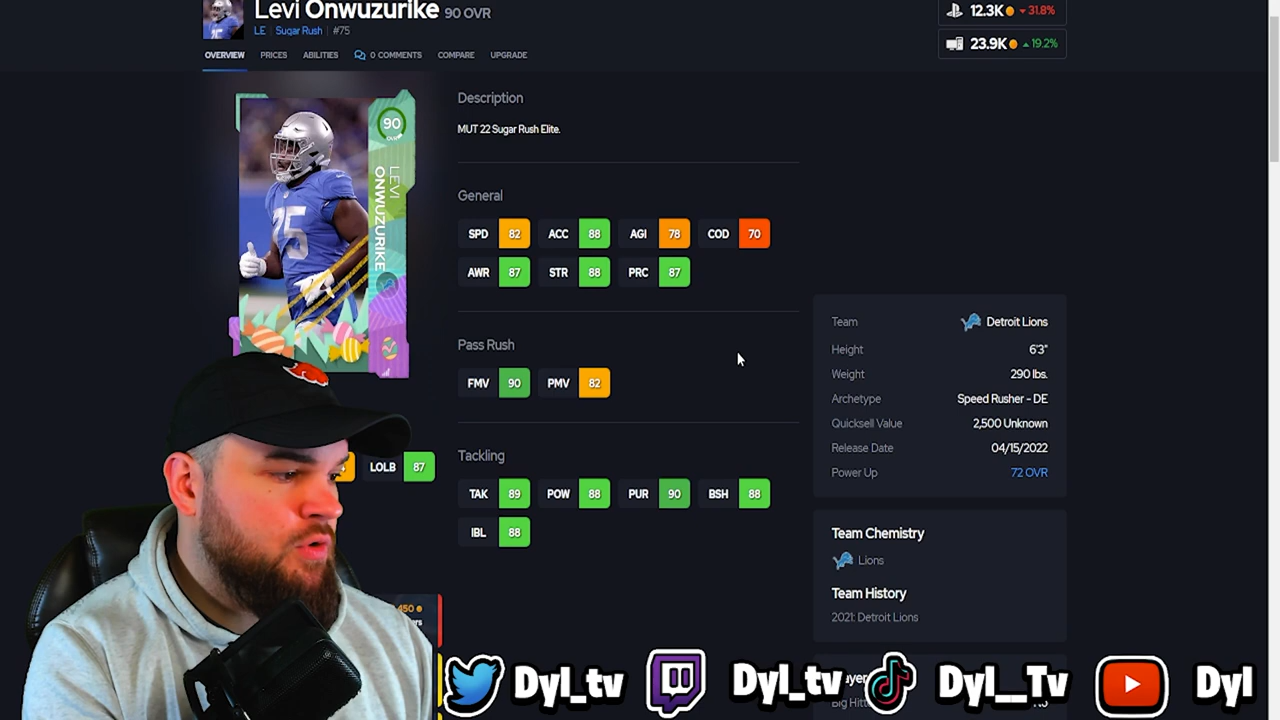 Levi Onwuzurike 90 OVR
LE Sugar Rush #75
12.3K 31.8%
23.9K 19.2%
OVERVIEW PRICES ABILITIES 0 COMMENTS COMPARE UPGRADE
90
LEVI
ONWUZURIKE
75
Description
MUT 22 Sugar Rush Elite.
General
SPD 82 ACC 88 AGI 78 COD 70
AWR 87 STR 88 PRC 87
Pass Rush
FMV 90 PMV 82
LOLB 87
Tackling
TAK 89 POW 88 PUR 90 BSH 88
IBL 88
Team Detroit Lions
Height 6'3"
Weight 290 lbs.
Archetype Speed Rusher - DE
Quicksell Value 2,500 Unknown
Release Date 04/15/2022
Power Up 72 OVR
Team Chemistry
Lions
Team History
2021: Detroit Lions
Dyl_tv Dyl_tv Dyl__Tv Dyl